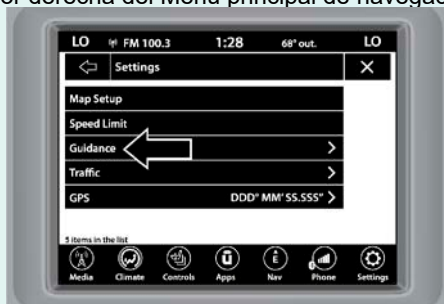 LO FM 100.3 1:28 68° out. LO
Settings X
Map Setup
Speed Limit
Guidance >
Traffic >
GPS DDD° MM' SS.SSS" >
5 items in the list
Media Climate Controls Apps Nav Phone Settings